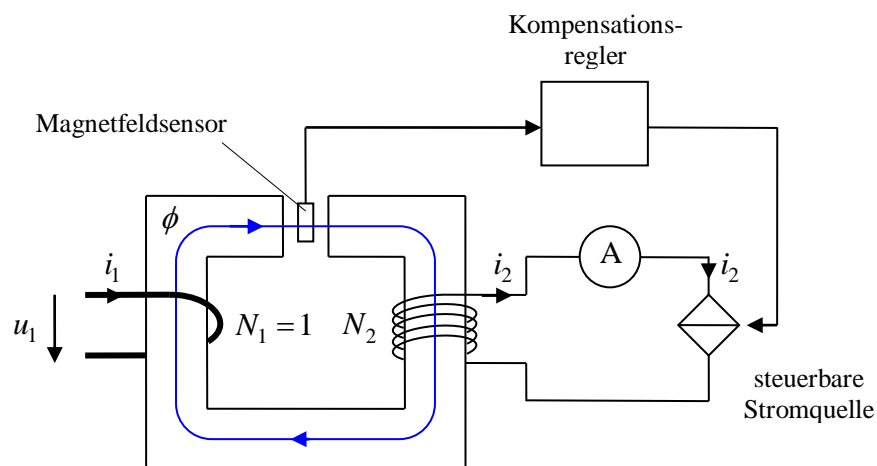 Kompensations-
regler
Magnetfeldsensor
ϕ
A
i₁
i₂
i₂
u₁
N₁ = 1
N₂
steuerbare
Stromquelle